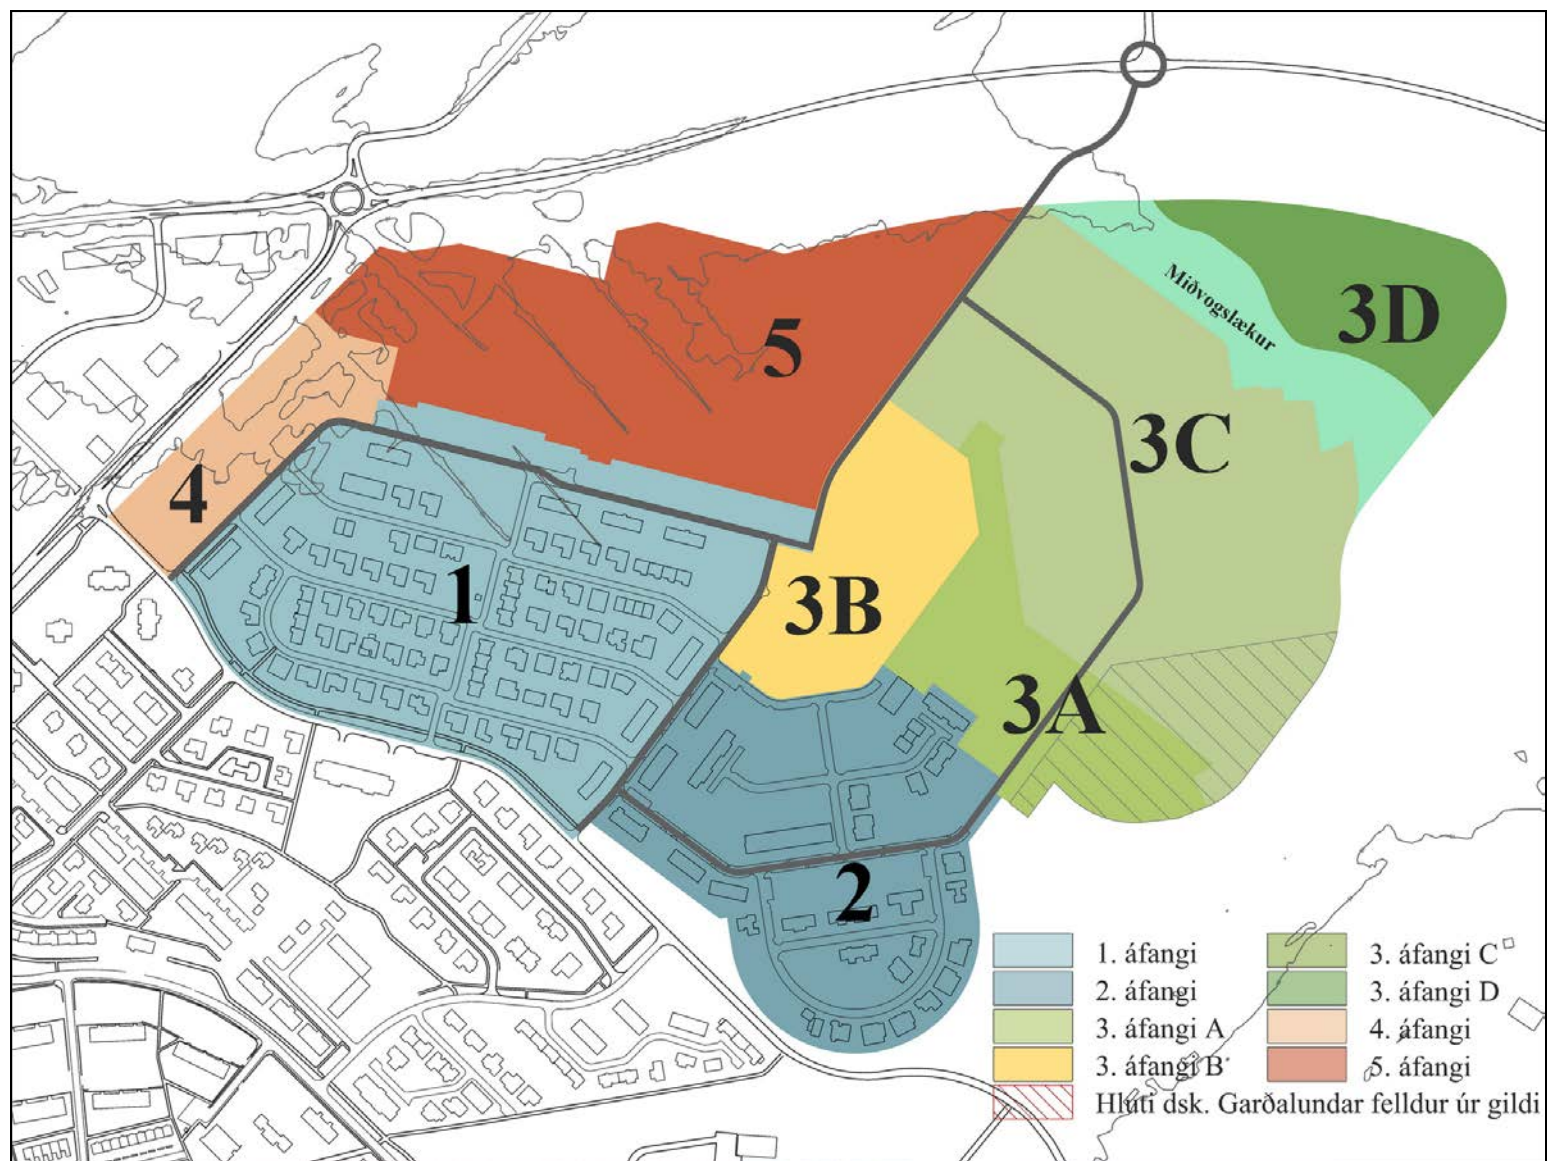 3D
Miðvogslækur
5
3C
4
1
3B
3A
2
1. áfangi
2. áfangi
3. áfangi A
3. áfangi B
3. áfangi C
3. áfangi D
4. áfangi
5. áfangi
Hluti dsk. Garðalundar felldur úr gildi